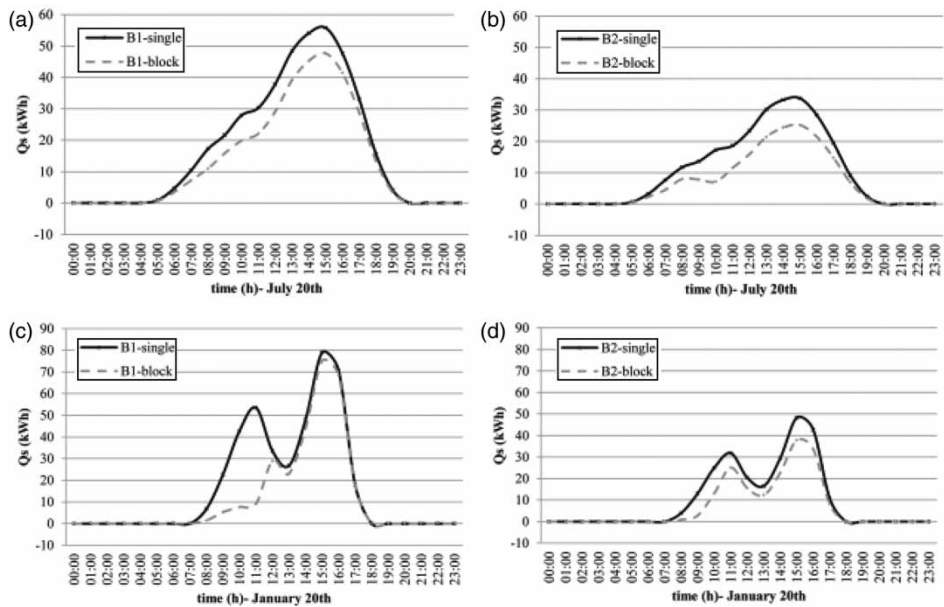 (a)
60
50
40
30
20
10
0
-10
Qs (kWh)
B1-single
B1-block
00:00 01:00 02:00 03:00 04:00 05:00 06:00 07:00 08:00 09:00 10:00 11:00 12:00 13:00 14:00 15:00 16:00 17:00 18:00 19:00 20:00 21:00 22:00 23:00
time (h)- July 20th
(b)
60
50
40
30
20
10
0
-10
Qs (kWh)
B2-single
B2-block
00:00 01:00 02:00 03:00 04:00 05:00 06:00 07:00 08:00 09:00 10:00 11:00 12:00 13:00 14:00 15:00 16:00 17:00 18:00 19:00 20:00 21:00 22:00 23:00
time (h)- July 20th
(c)
90
80
70
60
50
40
30
20
10
0
-10
Qs (kWh)
B1-single
B1-block
00:00 01:00 02:00 03:00 04:00 05:00 06:00 07:00 08:00 09:00 10:00 11:00 12:00 13:00 14:00 15:00 16:00 17:00 18:00 19:00 20:00 21:00 22:00 23:00
time (h)- January 20th
(d)
90
80
70
60
50
40
30
20
10
0
-10
Qs (kWh)
B2-single
B2-block
00:00 01:00 02:00 03:00 04:00 05:00 06:00 07:00 08:00 09:00 10:00 11:00 12:00 13:00 14:00 15:00 16:00 17:00 18:00 19:00 20:00 21:00 22:00 23:00
time (h)- January 20th